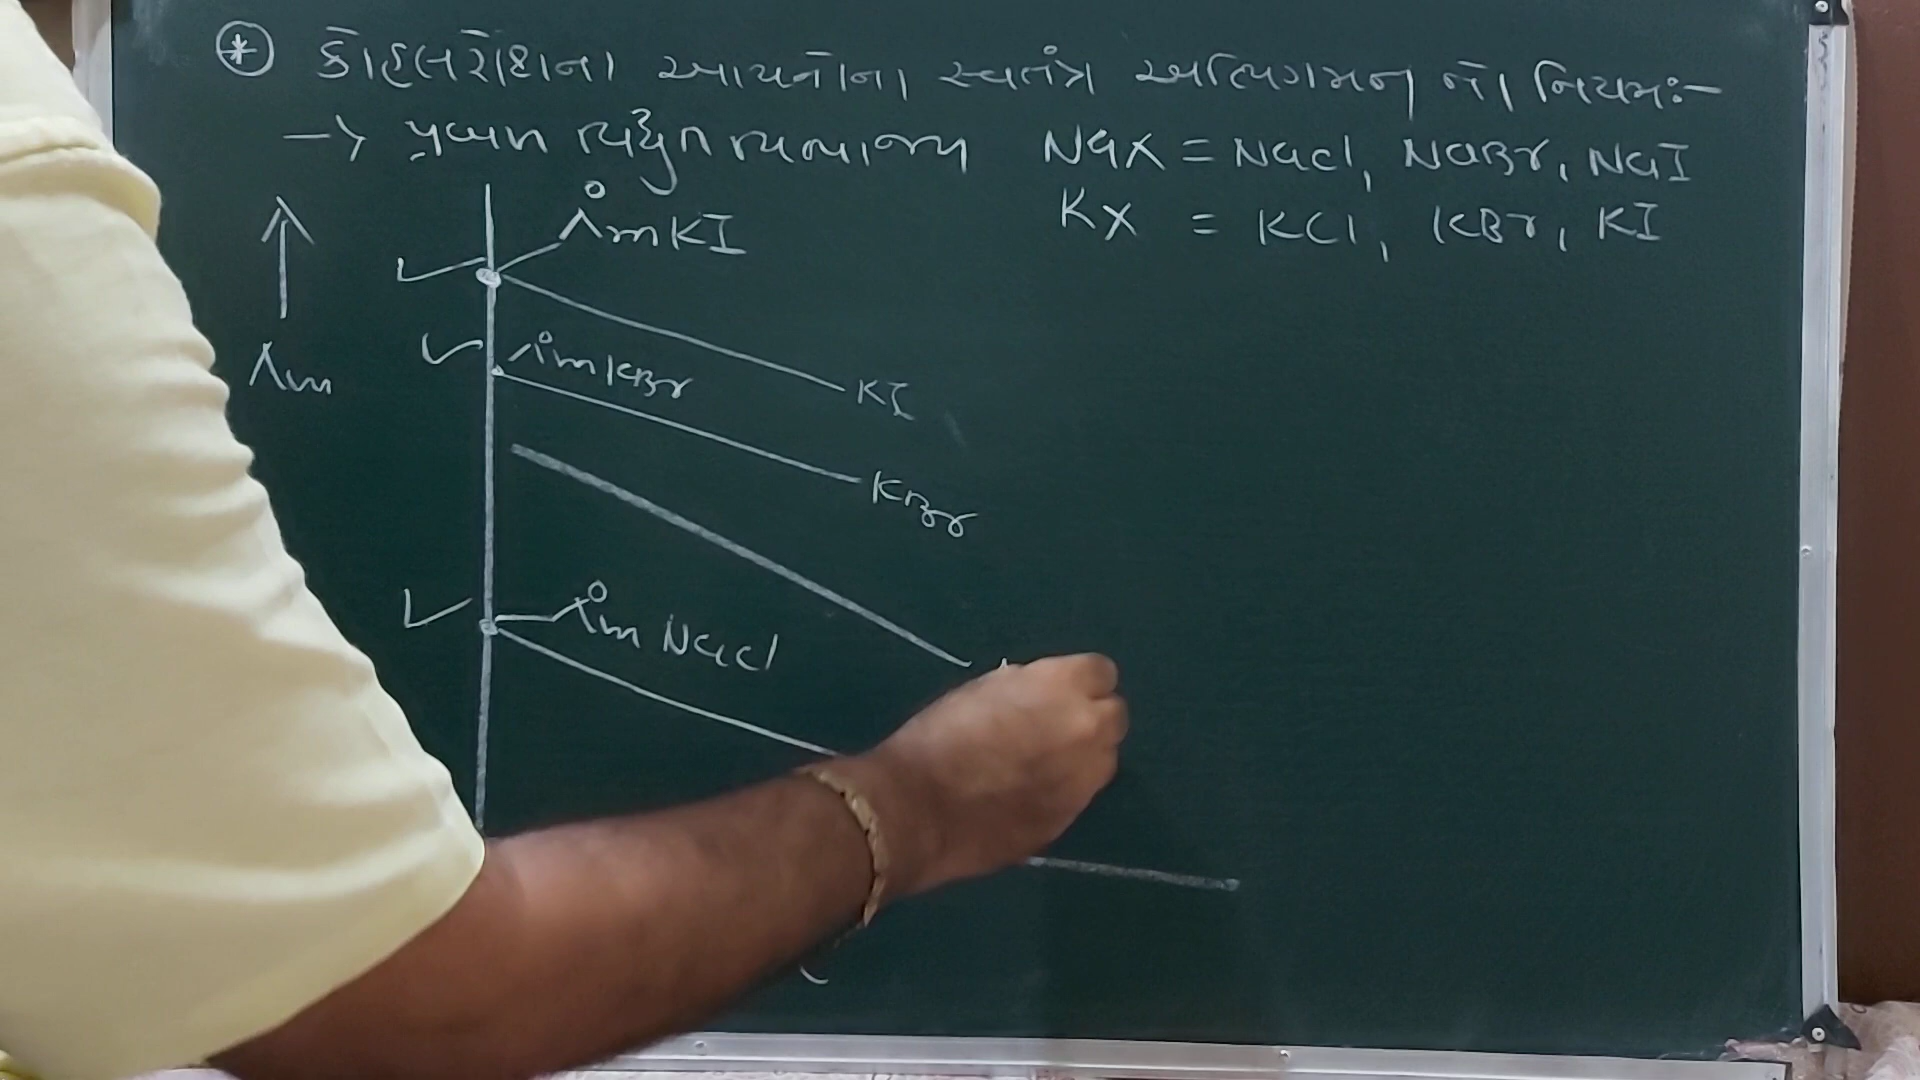 * કોહલરોશના આયનોના સ્વતંત્ર અભિગમન નો નિયમ:-
→ પ્રબળ વિદ્યુત વિભાજ્ય NaX = NaCl, NaBr, NaI
KX = KCl, KBr, KI
Λ°m KI
Λm
Λ°m KBr
KI
KBr
Λ°m NaCl